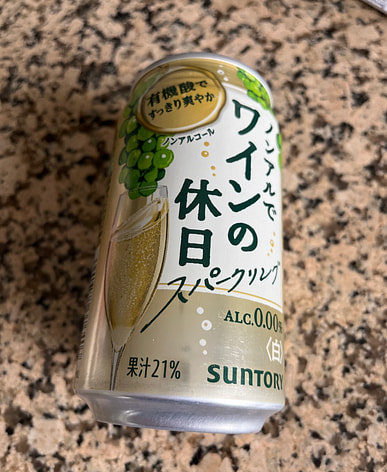 有機酸で
すっきり爽やか
ノンアルコール
ノンアルで
ワインの
休日
スパークリング
ALC.0.00%
〈白〉
果汁21%
SUNTORY